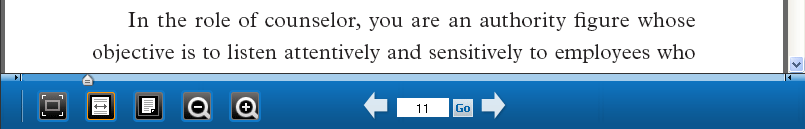 In the role of counselor, you are an authority figure whose
objective is to listen attentively and sensitively to employees who
11 Go